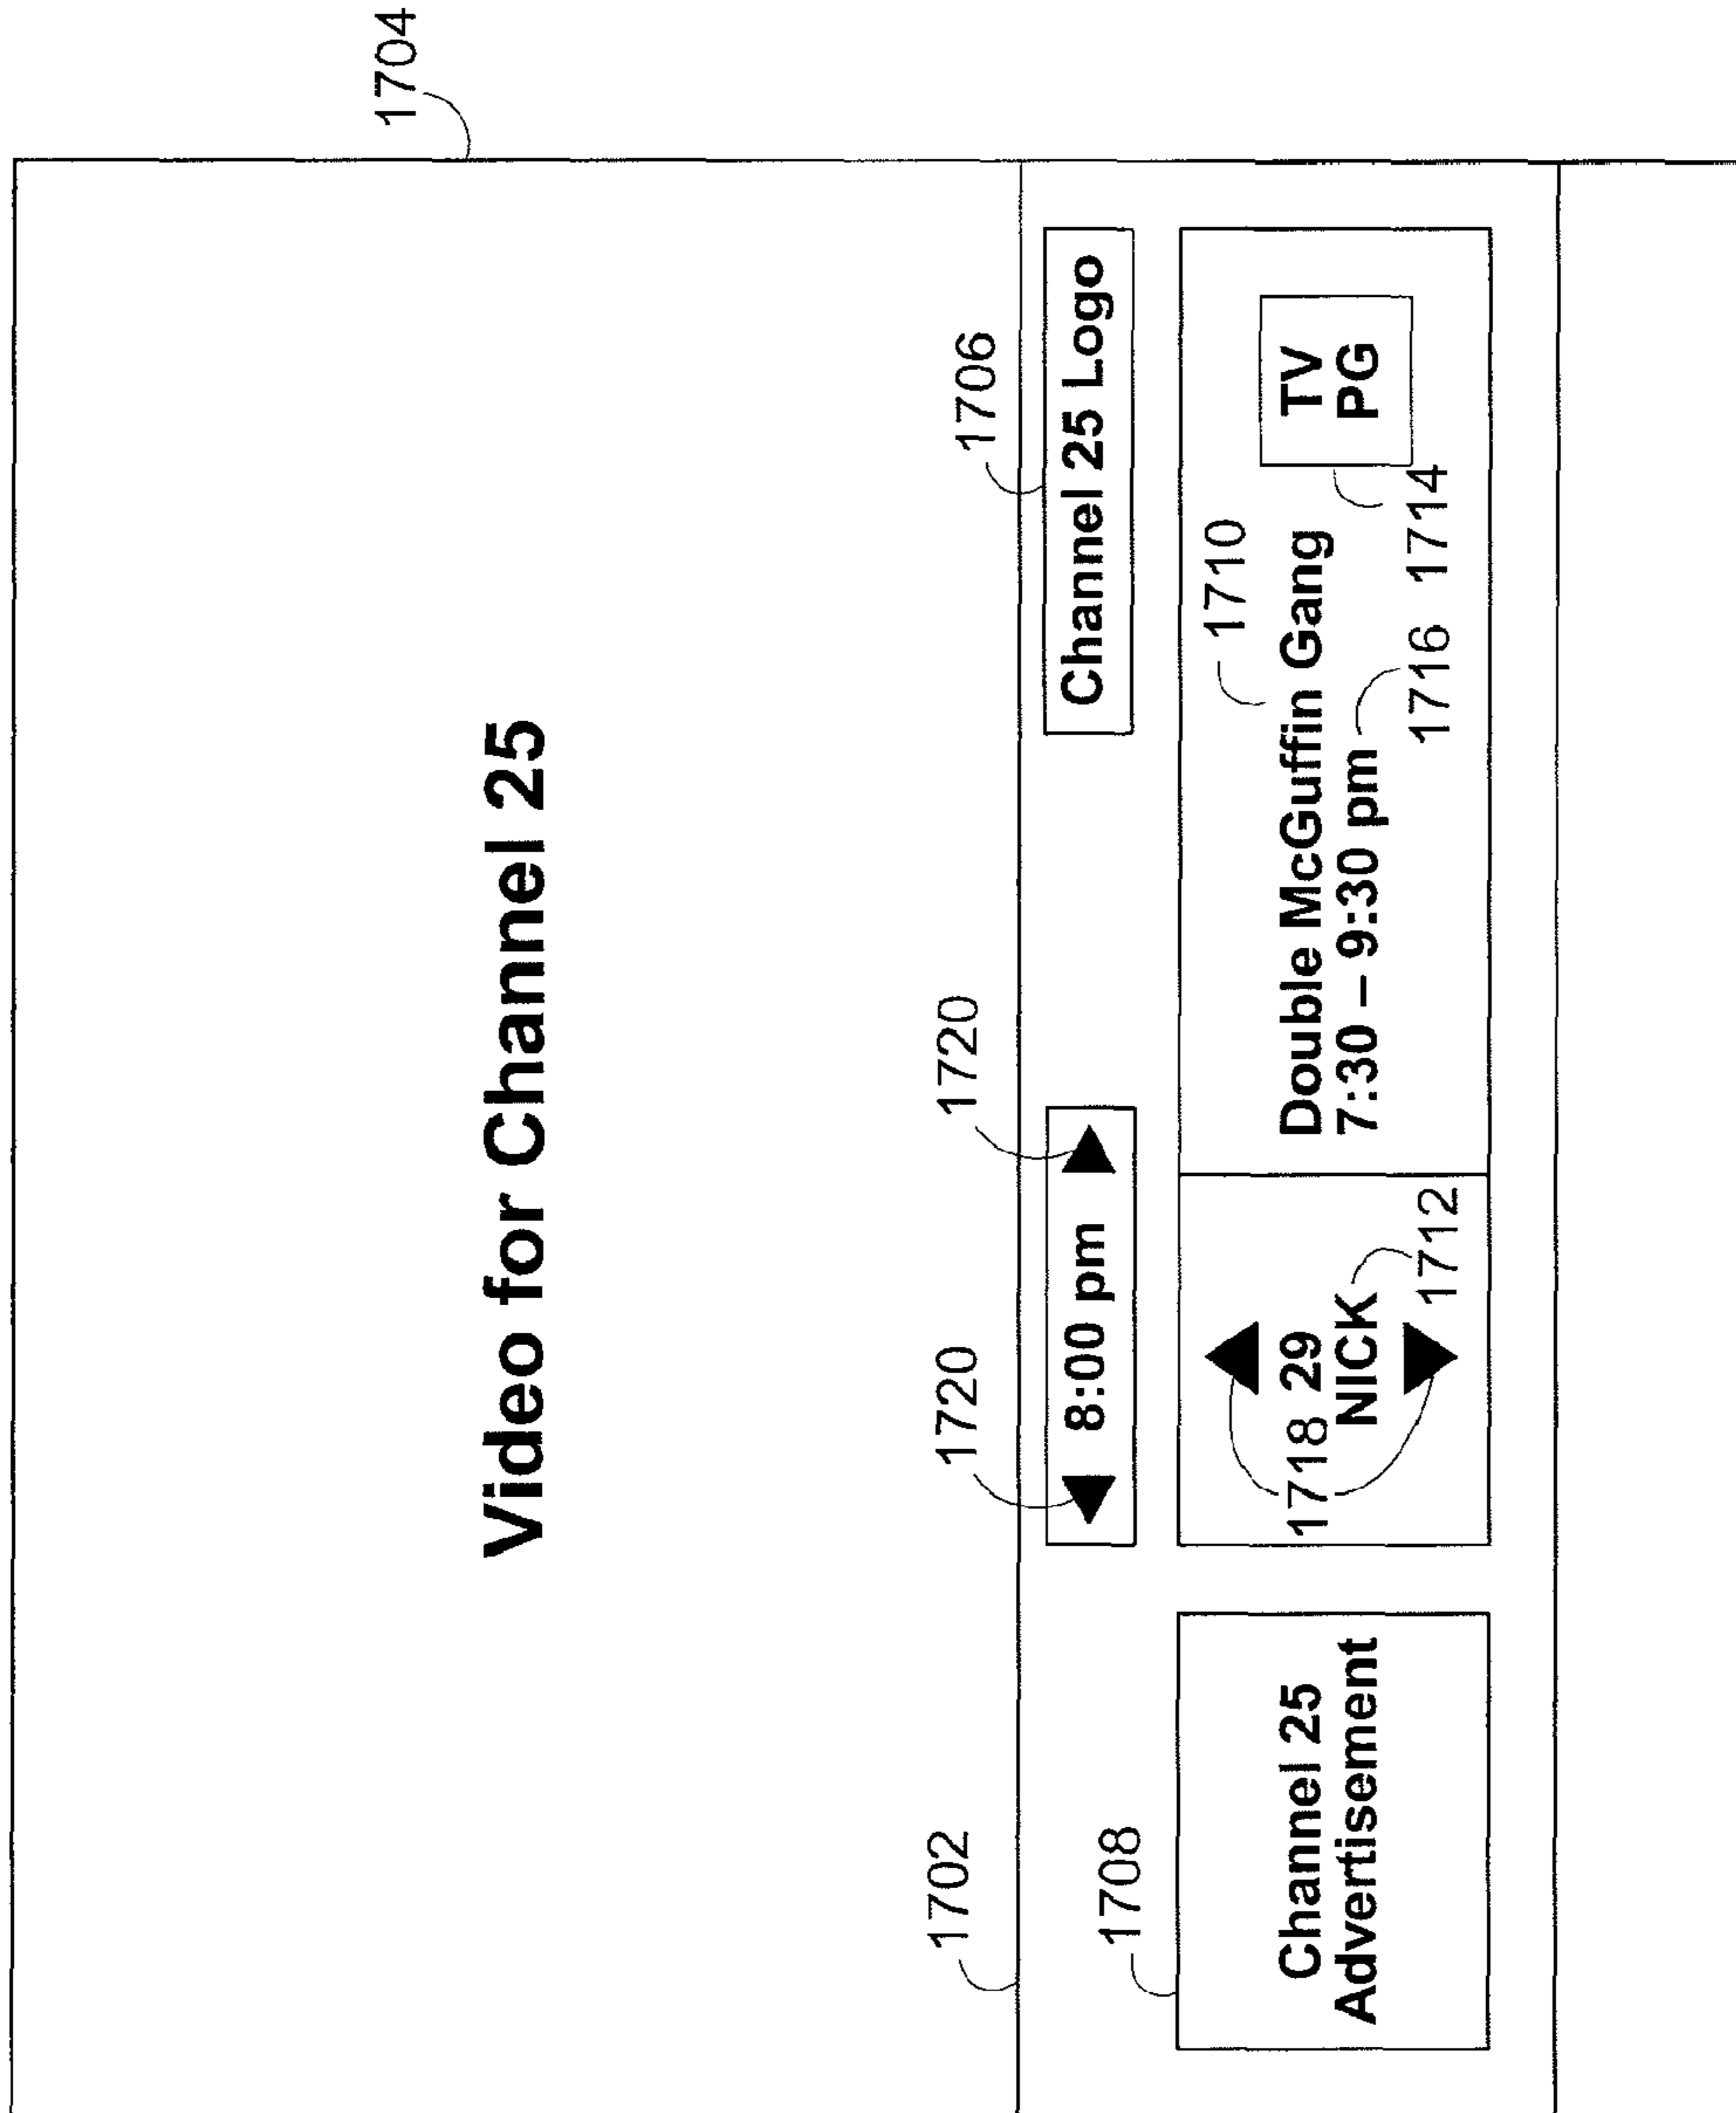 1704
Video for Channel 25
1702
1720
1720
1706
8:00 pm
Channel 25 Logo
1708
1710
Channel 25
Advertisement
1718
29
NICK
1712
Double McGuffin Gang
7:30 – 9:30 pm
1716
1714
TV
PG